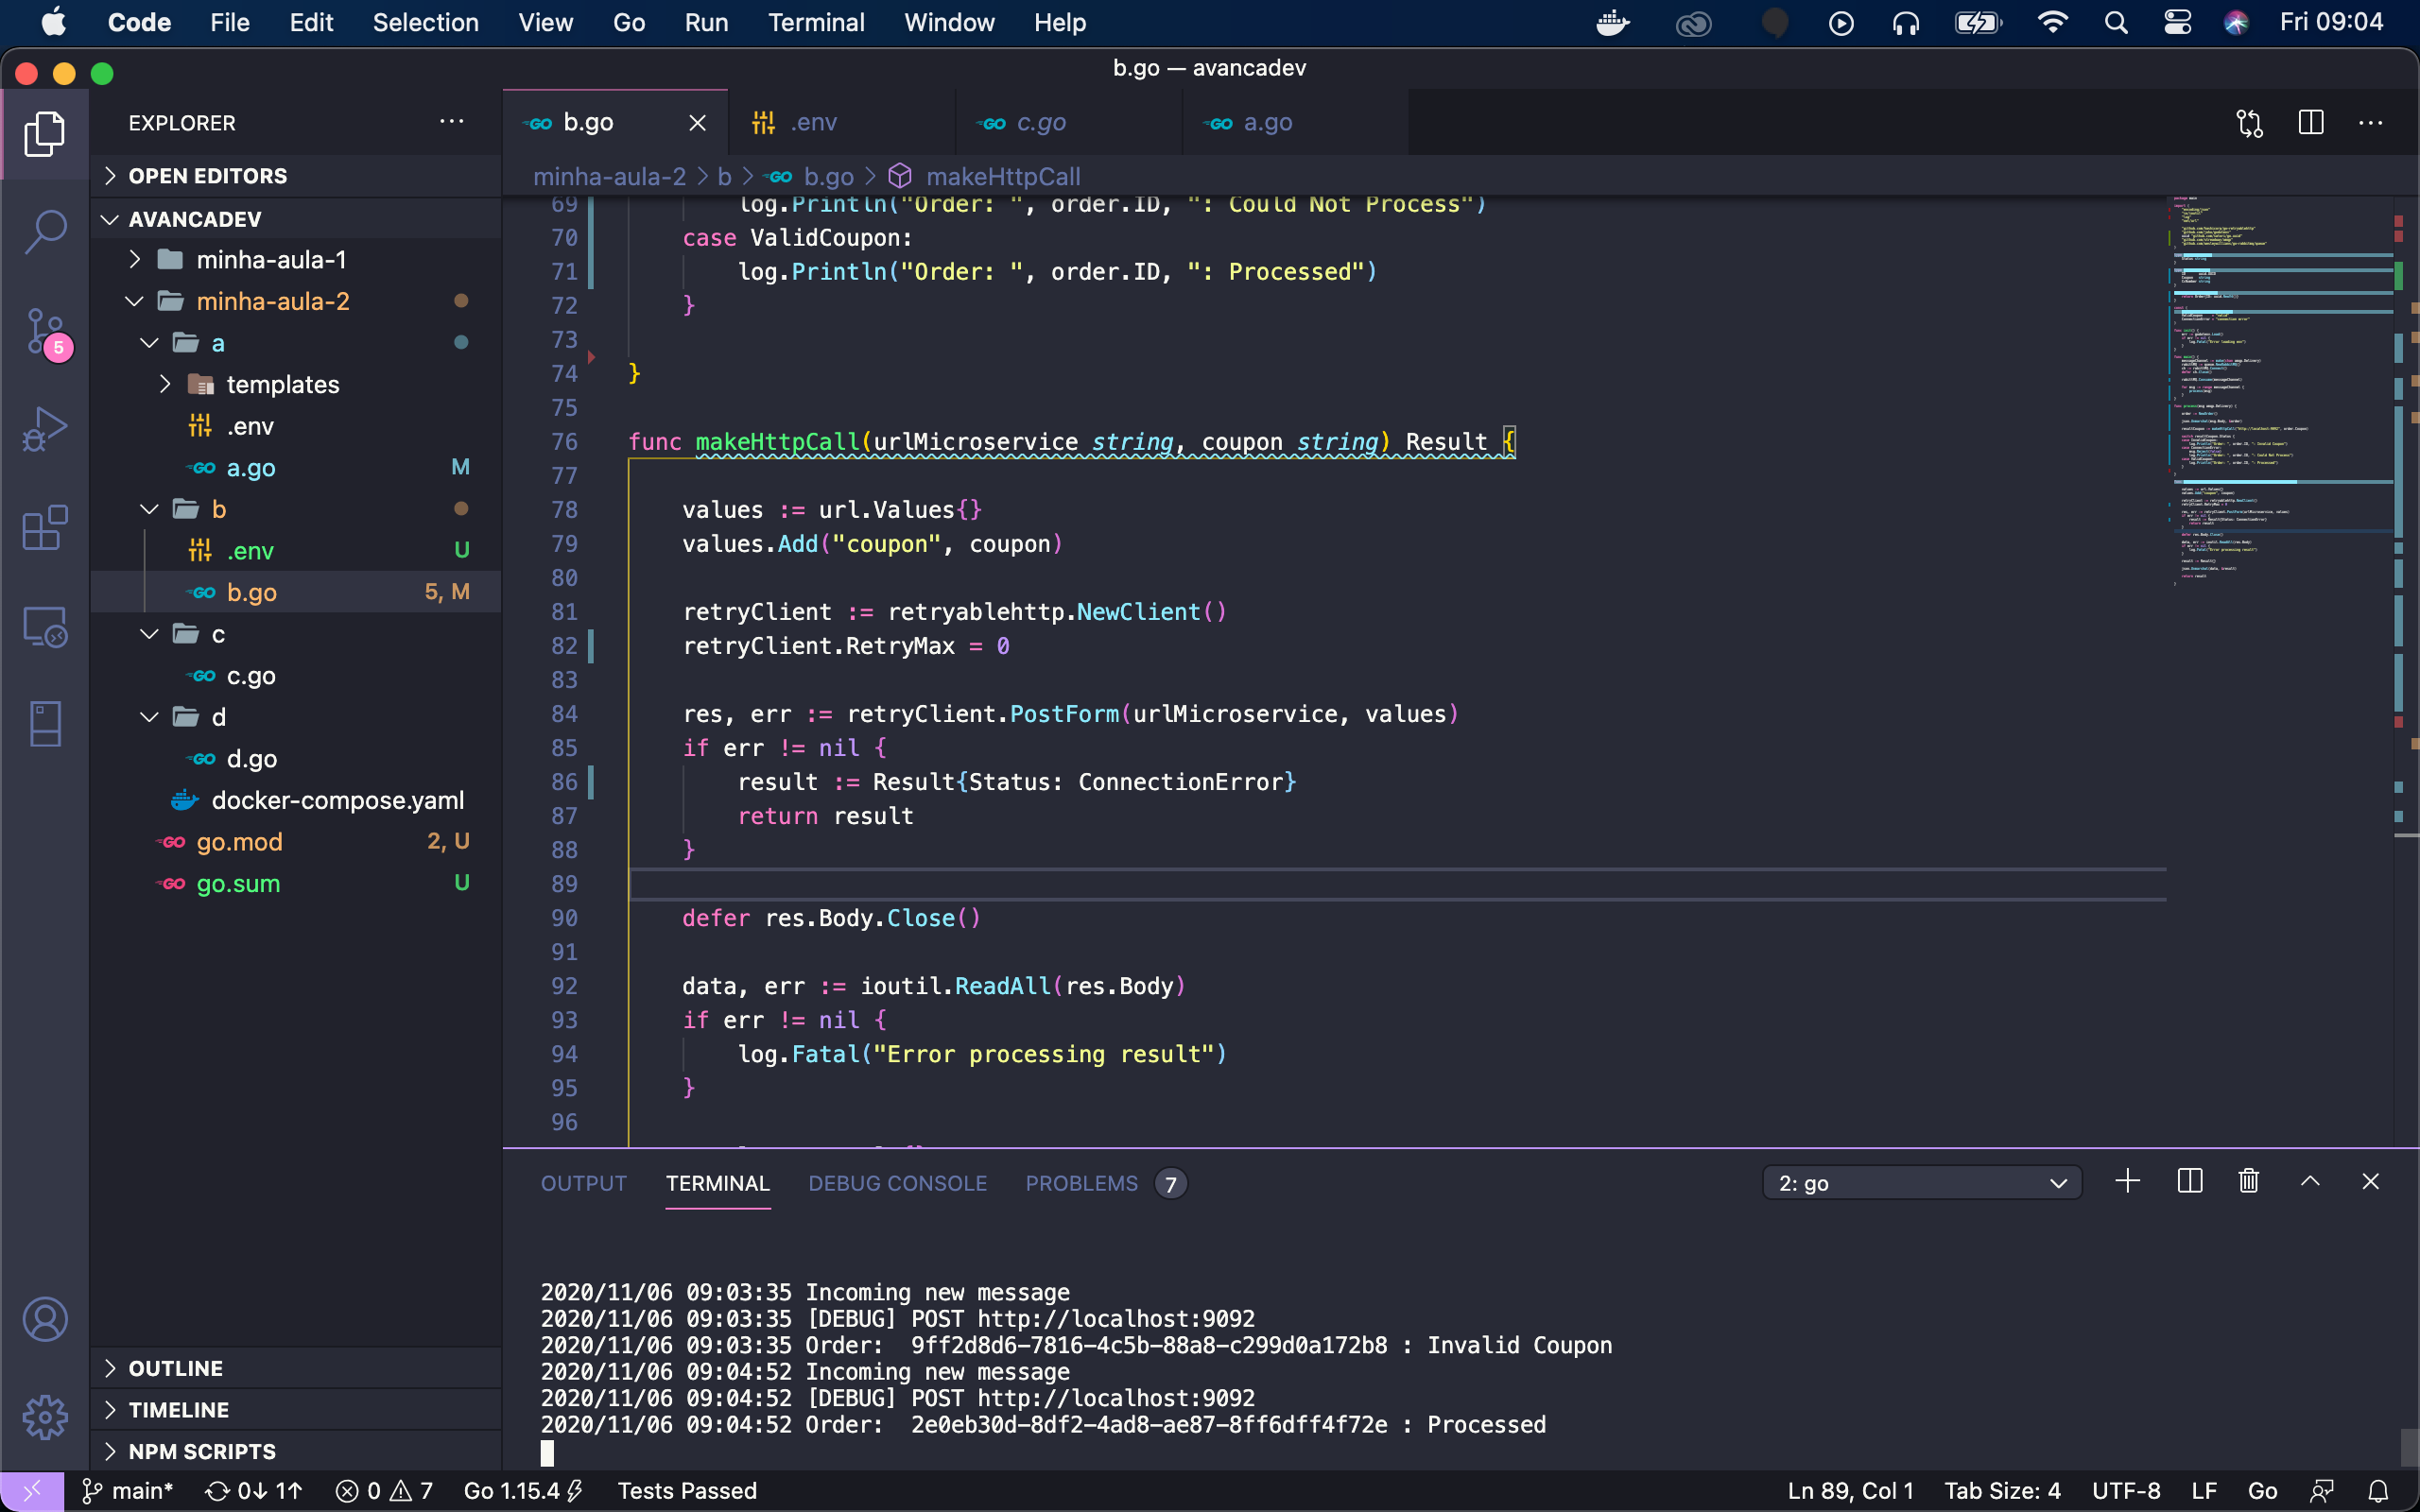 Code File Edit Selection View Go Run Terminal Window Help Fri 09:04
b.go — avancadev
EXPLORER
OPEN EDITORS
AVANCADEV
minha-aula-1
minha-aula-2
a
templates
.env
a.go M
b
.env U
b.go 5, M
c
c.go
d
d.go
docker-compose.yaml
go.mod 2, U
go.sum U
OUTLINE
TIMELINE
NPM SCRIPTS
5
b.go .env c.go a.go
minha-aula-2 > b > b.go > makeHttpCall
69 log.Println("Order: ", order.ID, ": Could Not Process")
70 case ValidCoupon:
71 log.Println("Order: ", order.ID, ": Processed")
72 }
73
74 }
75
76 func makeHttpCall(urlMicroservice string, coupon string) Result {
77
78 values := url.Values{}
79 values.Add("coupon", coupon)
80
81 retryClient := retryablehttp.NewClient()
82 retryClient.RetryMax = 0
83
84 res, err := retryClient.PostForm(urlMicroservice, values)
85 if err != nil {
86 result := Result{Status: ConnectionError}
87 return result
88 }
89
90 defer res.Body.Close()
91
92 data, err := ioutil.ReadAll(res.Body)
93 if err != nil {
94 log.Fatal("Error processing result")
95 }
96
OUTPUT TERMINAL DEBUG CONSOLE PROBLEMS 7 2: go
2020/11/06 09:03:35 Incoming new message
2020/11/06 09:03:35 [DEBUG] POST http://localhost:9092
2020/11/06 09:03:35 Order:  9ff2d8d6-7816-4c5b-88a8-c299d0a172b8 : Invalid Coupon
2020/11/06 09:04:52 Incoming new message
2020/11/06 09:04:52 [DEBUG] POST http://localhost:9092
2020/11/06 09:04:52 Order:  2e0eb30d-8df2-4ad8-ae87-8ff6dff4f72e : Processed
main* 0↓ 1↑ 0 7 Go 1.15.4 Tests Passed Ln 89, Col 1 Tab Size: 4 UTF-8 LF Go